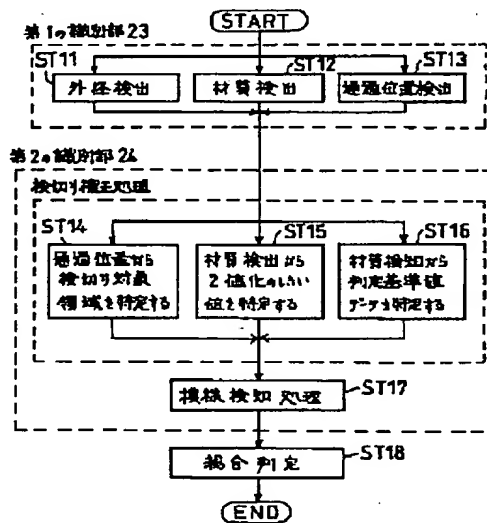 START
第1の識別部23
ST11
ST12
ST13
外径検出
材質検出
通過位置検出
第2の識別部24
検切り補正処理
ST14
ST15
ST16
通過位置から
検切り対象
領域を特定する
材質検出から
2値化のしきい
値を特定する
材質検知から
判定基準値
データを特定する
模様検知処理
ST17
総合判定
ST18
END